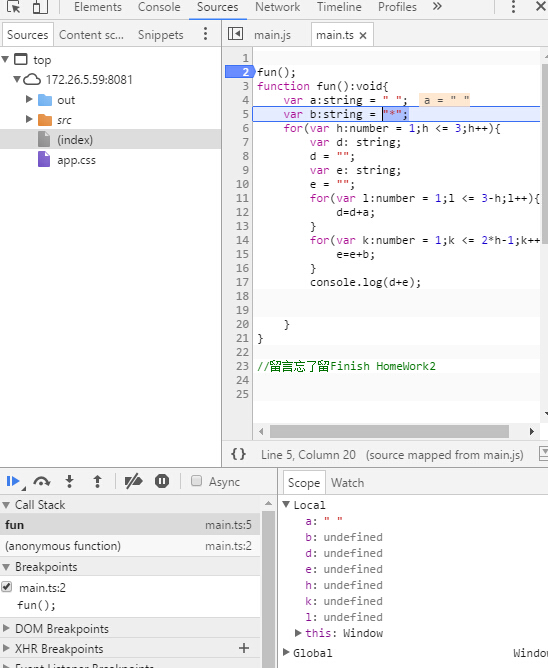 Elements Console Sources Network Timeline Profiles »
Sources Content sc... Snippets main.js main.ts ×
top
172.26.5.59:8081
out
src
(index)
app.css
1
2 fun();
3 function fun():void{
4 var a:string = " "; a = " "
5 var b:string = "*";
6 for(var h:number = 1;h <= 3;h++){
7 var d: string;
8 d = "";
9 var e: string;
10 e = "";
11 for(var l:number = 1;l <= 3-h;l++){
12 d=d+a;
13 }
14 for(var k:number = 1;k <= 2*h-1;k++
15 e=e+b;
16 }
17 console.log(d+e);
18
19
20 }
21 }
22
23 //留言忘了留Finish HomeWork2
24
25
{} Line 5, Column 20 (source mapped from main.js)
Async
Call Stack
fun main.ts:5
(anonymous function) main.ts:2
Breakpoints
main.ts:2
fun();
DOM Breakpoints
XHR Breakpoints +
Event Listener Breakpoints
Scope Watch
Local
a: " "
b: undefined
d: undefined
e: undefined
h: undefined
k: undefined
l: undefined
this: Window
Global Window